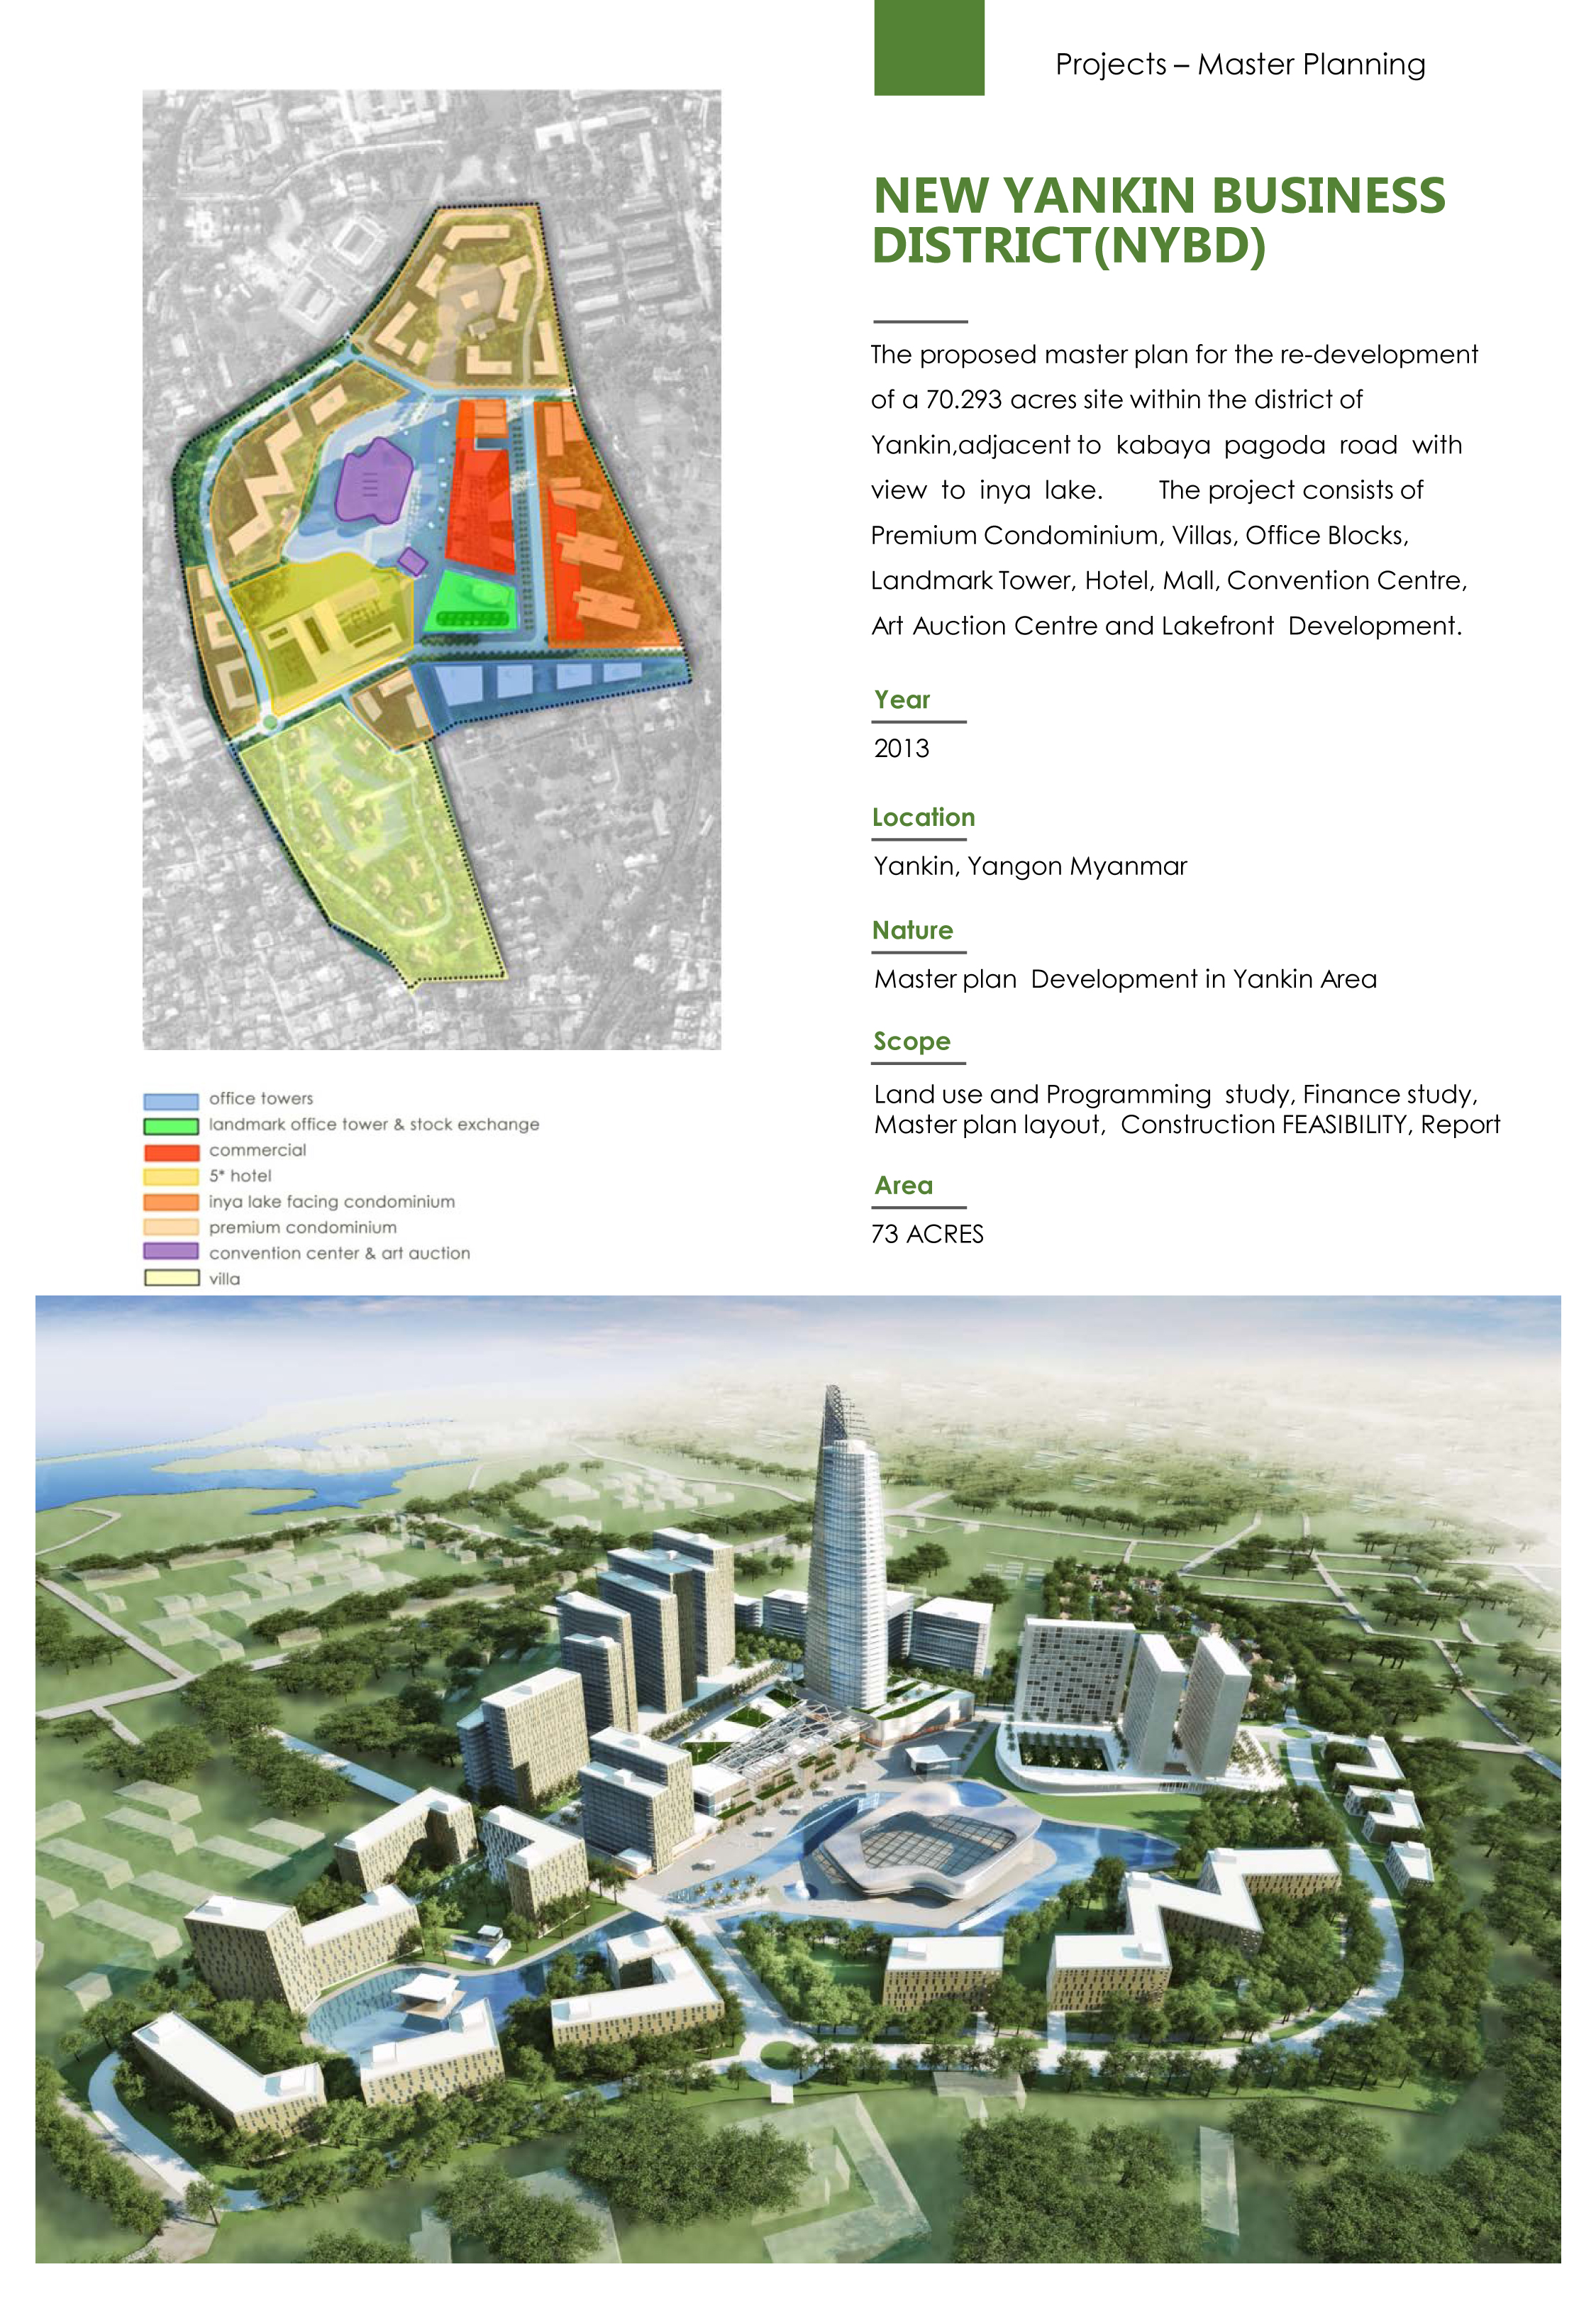 Projects – Master Planning
NEW YANKIN BUSINESS
DISTRICT(NYBD)
The proposed master plan for the re-development
of a 70.293 acres site within the district of
Yankin,adjacent to kabaya pagoda road with
view to inya lake. The project consists of
Premium Condominium, Villas, Office Blocks,
Landmark Tower, Hotel, Mall, Convention Centre,
Art Auction Centre and Lakefront Development.
Year
2013
Location
Yankin, Yangon Myanmar
Nature
Master plan Development in Yankin Area
Scope
Land use and Programming study, Finance study,
Master plan layout, Construction FEASIBILITY, Report
Area
73 ACRES
office towers
landmark office tower & stock exchange
commercial
5* hotel
inya lake facing condominium
premium condominium
convention center & art auction
villa